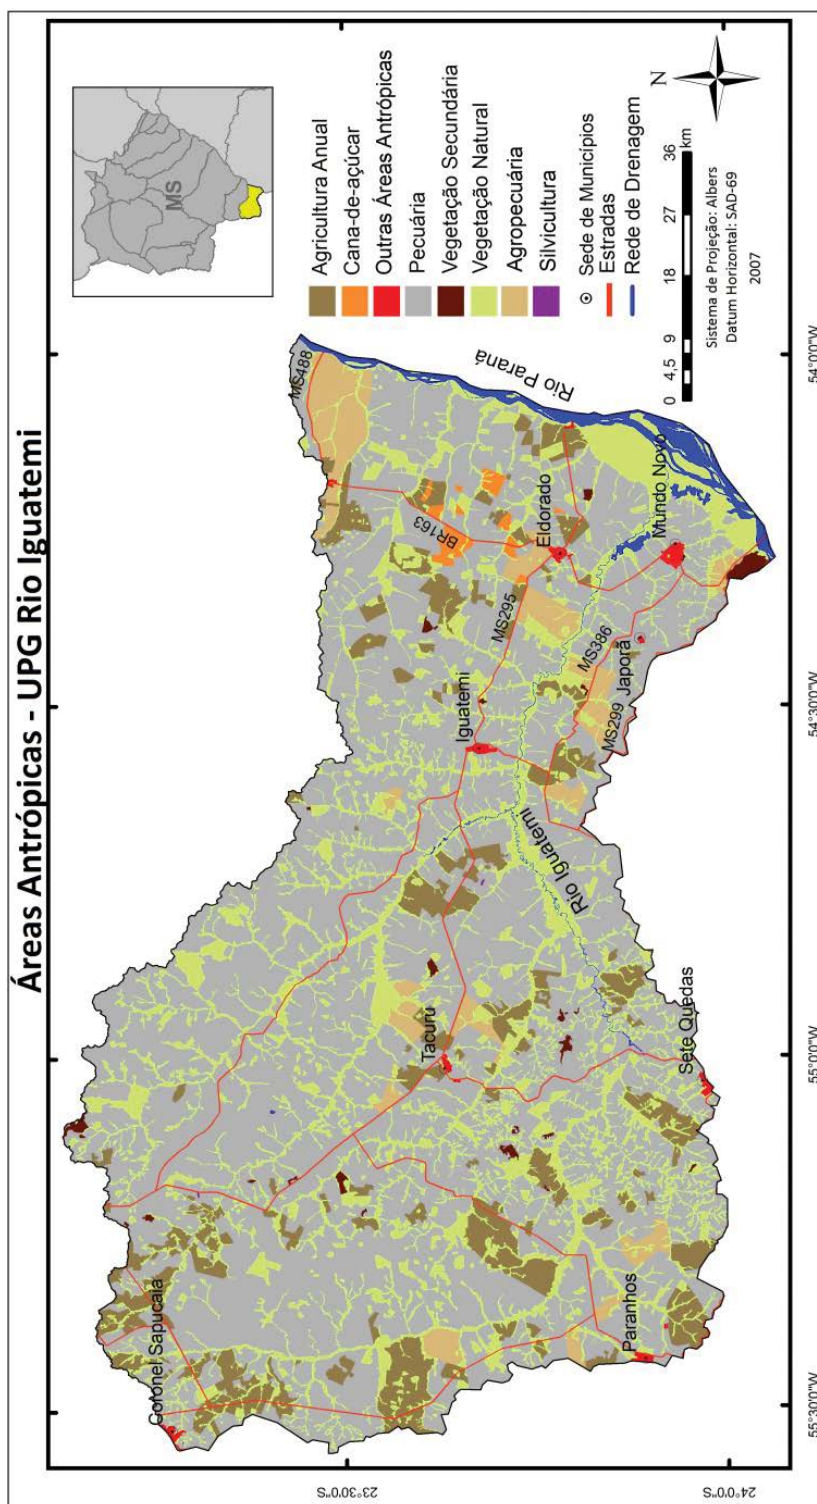 Áreas Antrópicas - UPG Rio Iguatemi
MS
Agricultura Anual
Cana-de-açúcar
Outras Áreas Antrópicas
Pecuária
Vegetação Secundária
Vegetação Natural
Agropecuária
Silvicultura
Sede de Municípios
Estradas
Rede de Drenagem
N
0 4,5 9 18 27 36 km
Sistema de Projeção: Albers
Datum Horizontal: SAD-69
2007
Coronel Sapucaia
Paranhos
Tacuru
Sete Quedas
Rio Iguatemi
Iguatemi
MS295
MS386
MS299
Japorã
BR163
Eldorado
Mundo Novo
MS488
Rio Paraná
23°30'0"S
24°0'0"S
55°30'0"W
55°0'0"W
54°30'0"W
54°0'0"W